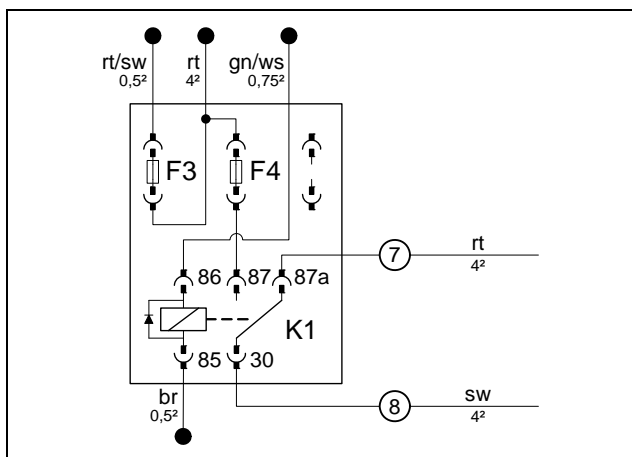 rt/sw
0,5²
rt
4²
gn/ws
0,75²
F3
F4
7
rt
4²
86
87
87a
K1
85
30
8
sw
4²
br
0,5²